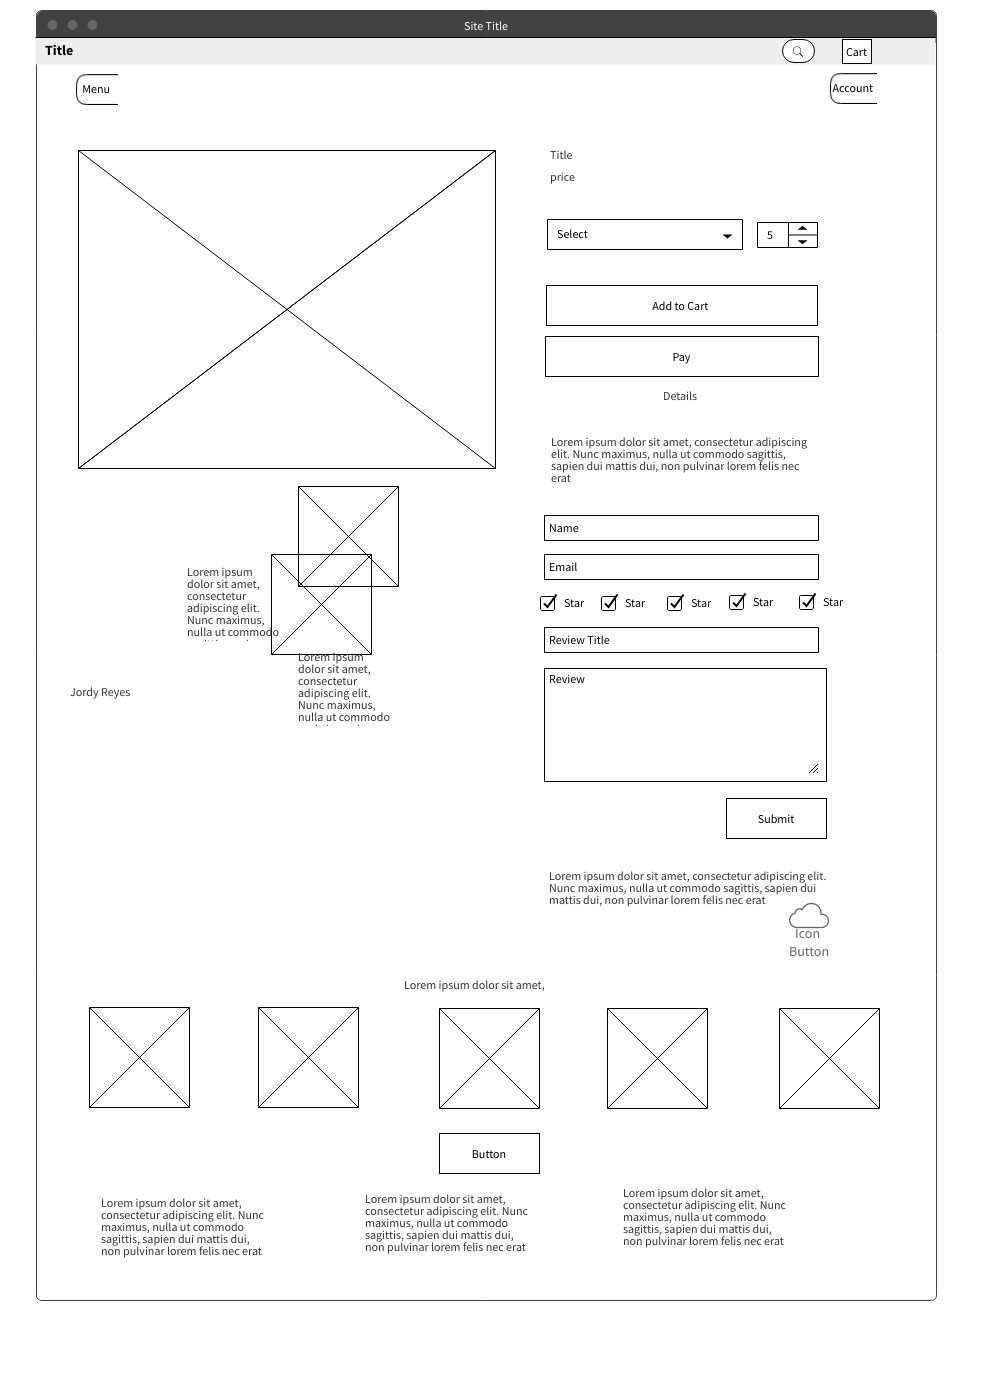 Site Title
Title
Cart
Menu
Account
Title
price
Select
5
Add to Cart
Pay
Details
Lorem ipsum dolor sit amet, consectetur adipiscing
elit. Nunc maximus, nulla ut commodo sagittis,
sapien dui mattis dui, non pulvinar lorem felis nec
erat
Name
Email
Star
Star
Star
Star
Star
Review Title
Review
Submit
Lorem ipsum
dolor sit amet,
consectetur
adipiscing elit.
Nunc maximus,
nulla ut commodo
Lorem ipsum
dolor sit amet,
consectetur
adipiscing elit.
Nunc maximus,
nulla ut commodo
Jordy Reyes
Lorem ipsum dolor sit amet, consectetur adipiscing elit.
Nunc maximus, nulla ut commodo sagittis, sapien dui
mattis dui, non pulvinar lorem felis nec erat
Icon
Button
Lorem ipsum dolor sit amet,
Button
Lorem ipsum dolor sit amet,
consectetur adipiscing elit. Nunc
maximus, nulla ut commodo
sagittis, sapien dui mattis dui,
non pulvinar lorem felis nec erat
Lorem ipsum dolor sit amet,
consectetur adipiscing elit. Nunc
maximus, nulla ut commodo
sagittis, sapien dui mattis dui,
non pulvinar lorem felis nec erat
Lorem ipsum dolor sit amet,
consectetur adipiscing elit. Nunc
maximus, nulla ut commodo
sagittis, sapien dui mattis dui,
non pulvinar lorem felis nec erat